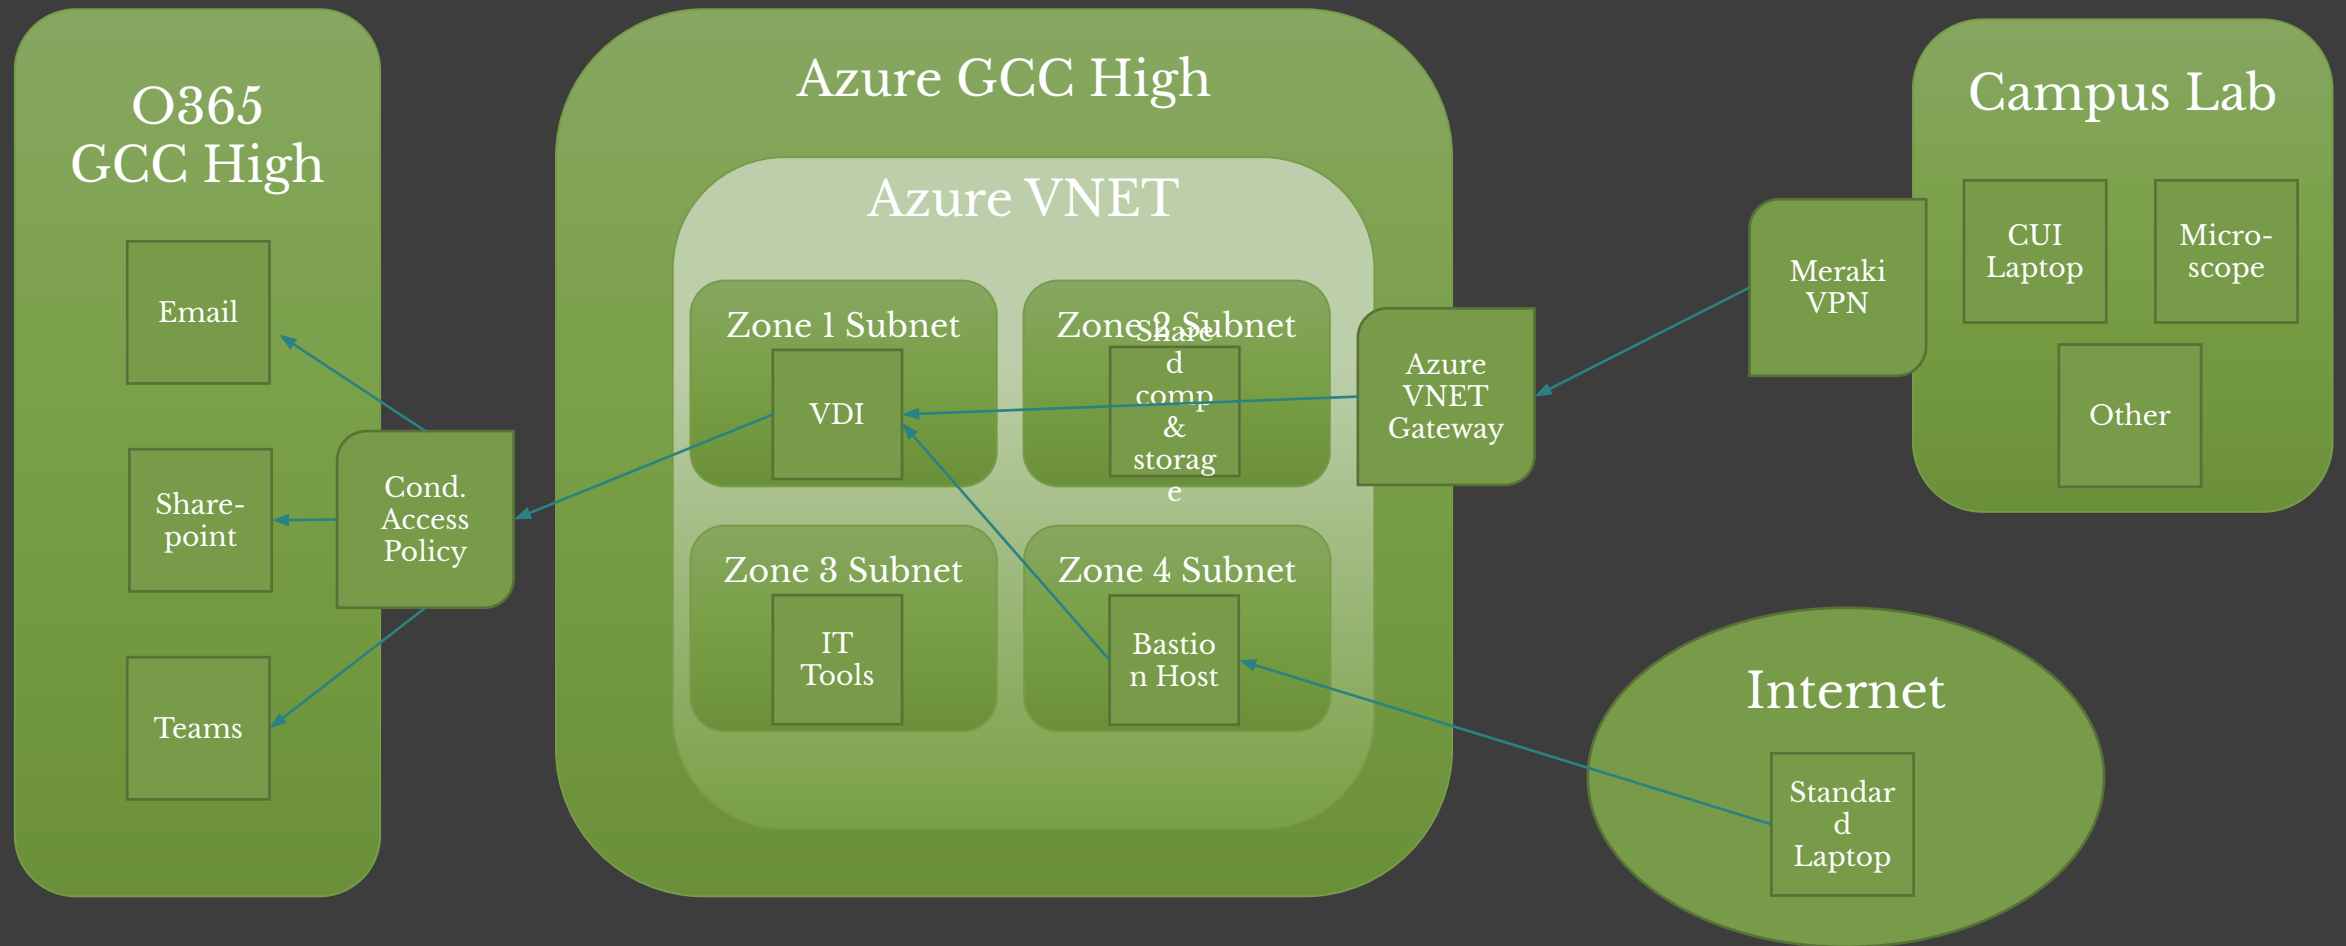 O365
GCC High
Email
Share-
point
Teams
Cond.
Access
Policy
Azure GCC High
Azure VNET
Zone 1 Subnet
VDI
Zone 2 Subnet
Share
d
comp
&
storag
e
Zone 3 Subnet
IT
Tools
Zone 4 Subnet
Bastio
n Host
Azure
VNET
Gateway
Meraki
VPN
Campus Lab
CUI
Laptop
Micro-
scope
Other
Internet
Standar
d
Laptop